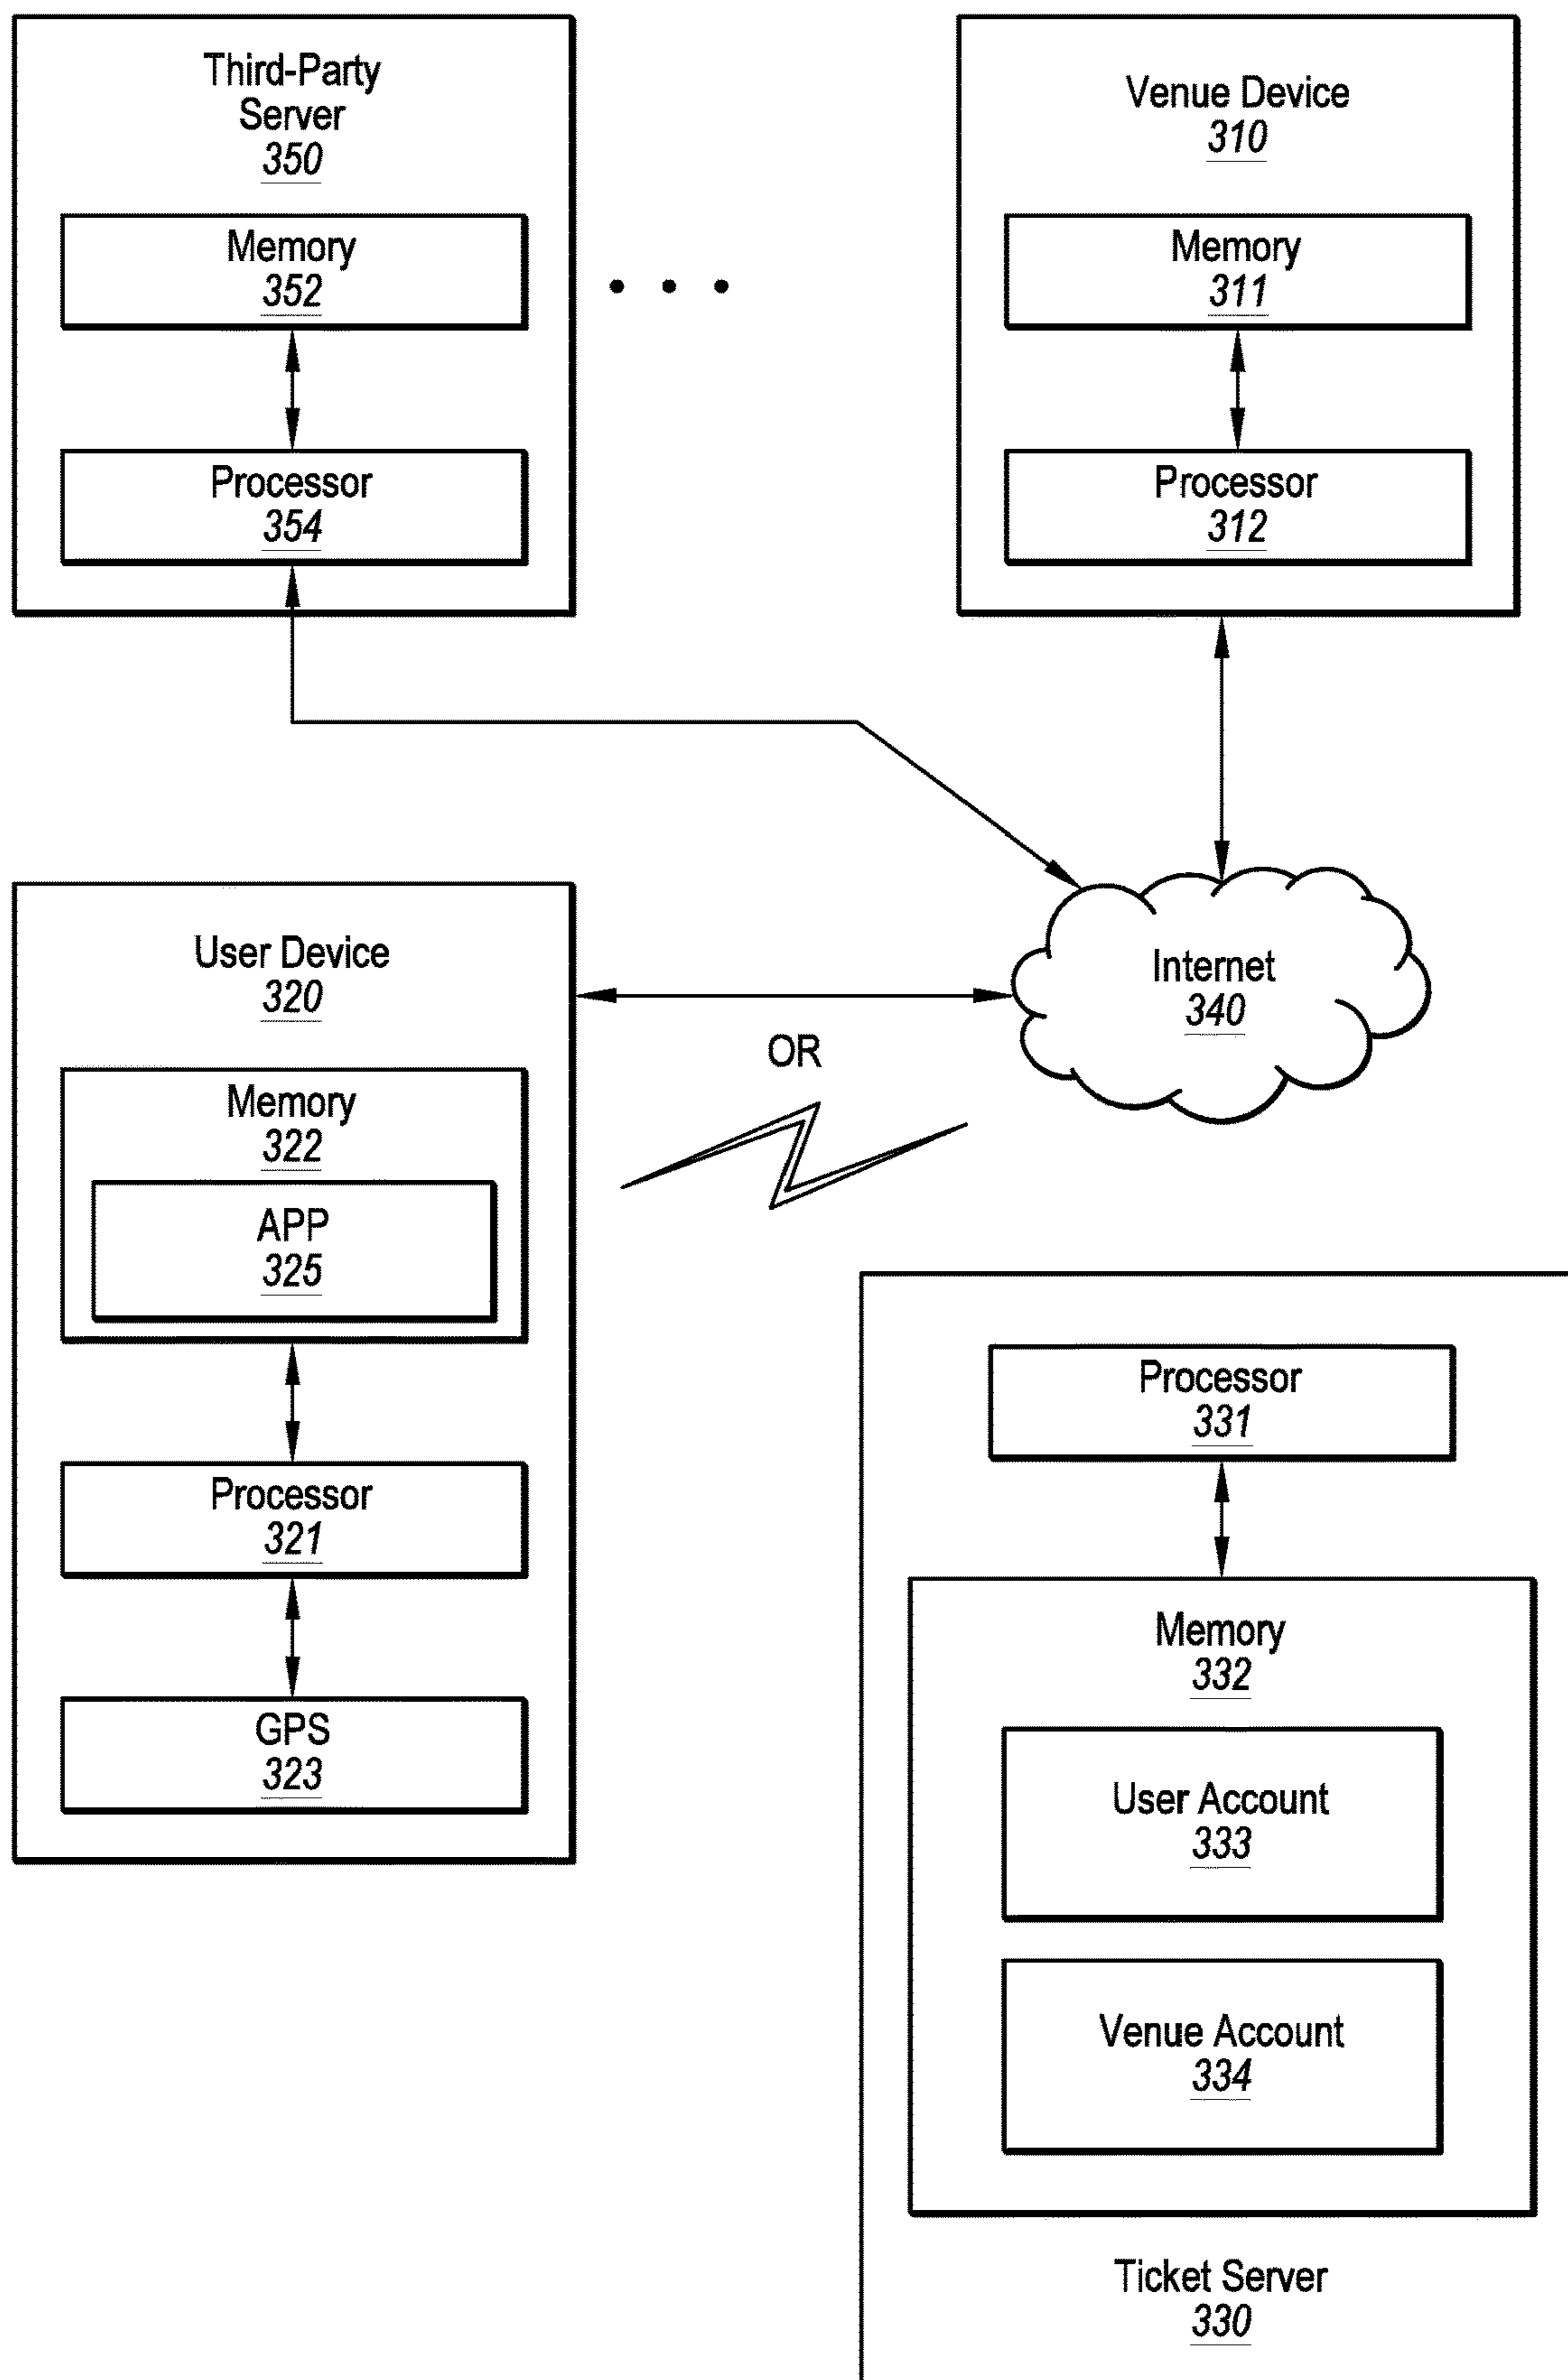 Third-Party
Server
350
Memory
352
Processor
354
Venue Device
310
Memory
311
Processor
312
User Device
320
Memory
322
APP
325
Processor
321
GPS
323
Internet
340
OR
Processor
331
Memory
332
User Account
333
Venue Account
334
Ticket Server
330